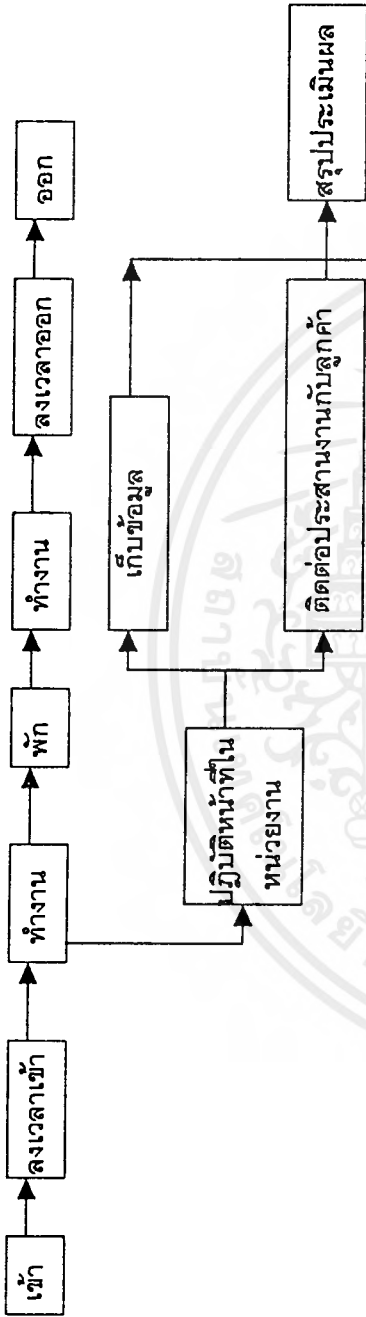 เข้า
ลงเวลาเข้า
ทำงาน
พัก
ทำงาน
ลงเวลาออก
ออก
ปฏิบัติหน้าที่ใน
หน่วยงาน
เก็บข้อมูล
ติดต่อประสานงานกับลูกค้า
สรุปประเมินผล